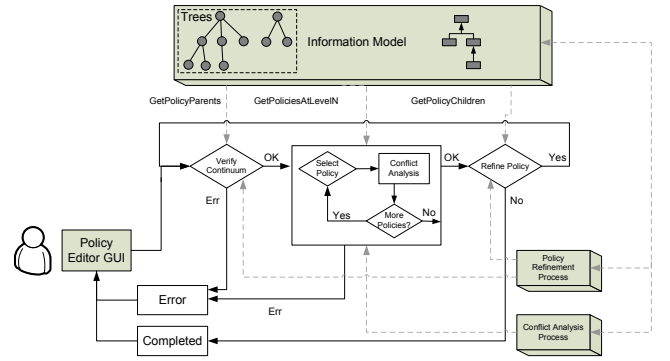 Trees
Information Model
GetPolicyParents
GetPoliciesAtLevelN
GetPolicyChildren
Verify
Continuum
OK
Select
Policy
Conflict
Analysis
OK
Refine Policy
Yes
Err
Yes
More
Policies?
No
No
Policy
Editor GUI
Policy
Refinement
Process
Error
Err
Conflict Analysis
Process
Completed